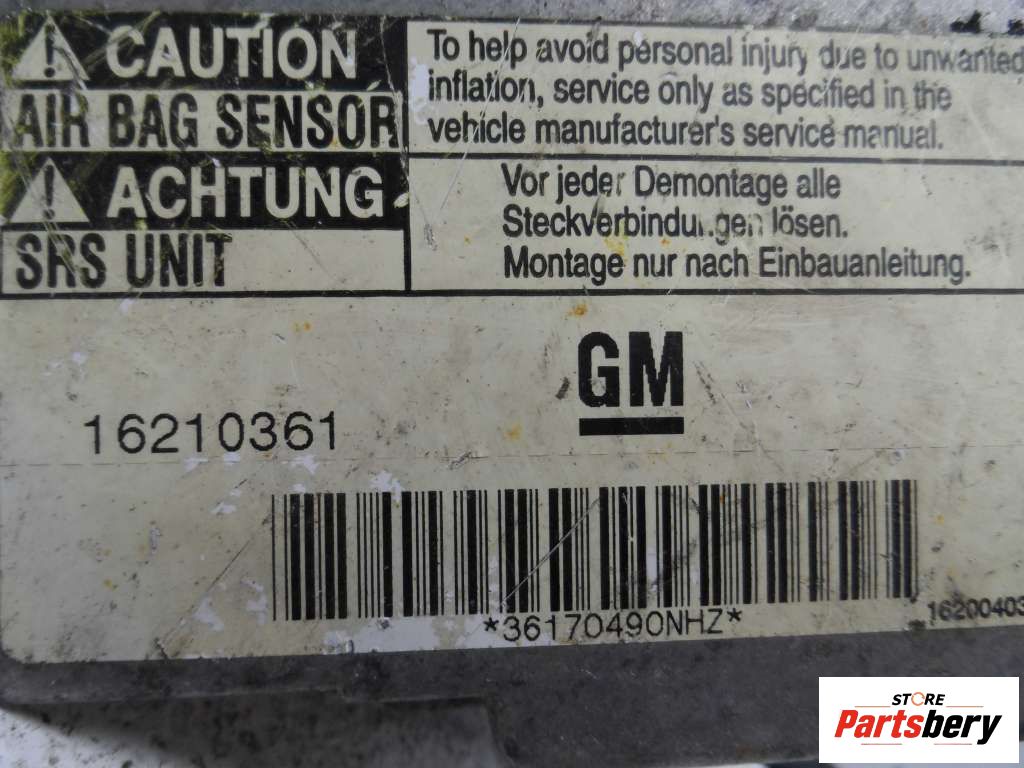 CAUTION
AIR BAG SENSOR
To help avoid personal injury due to unwanted
inflation, service only as specified in the
vehicle manufacturer's service manual.
ACHTUNG
SRS UNIT
Vor jeder Demontage alle
Steckverbindungen lösen.
Montage nur nach Einbauanleitung.
GM
16210361
*36170490NHZ*
16200403
STORE
Partsbery